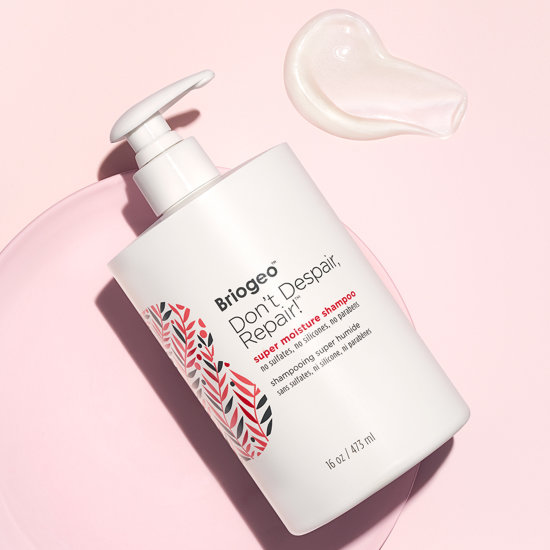 Briogeo™
Don't Despair,
Repair!™
super moisture shampoo
no sulfates, no silicones, no parabens
shampooing super humide
sans sulfates, ni silicone, ni parabènes
16 oz / 473 ml